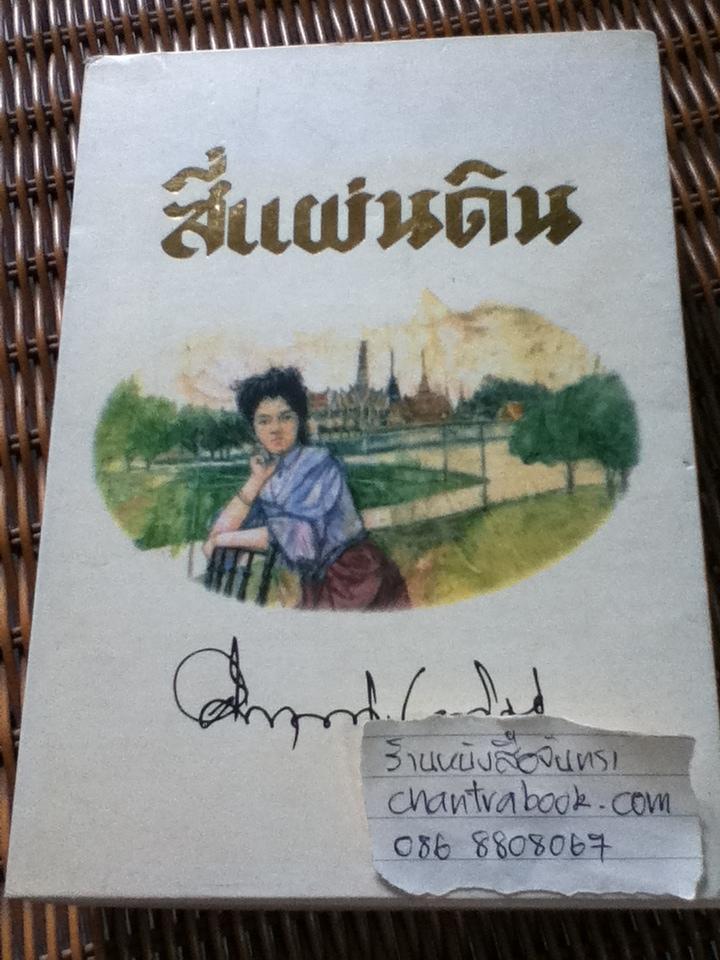 สี่แผ่นดิน
ร้านหนังสือจันทรา
chantrabook.com
086 8808067